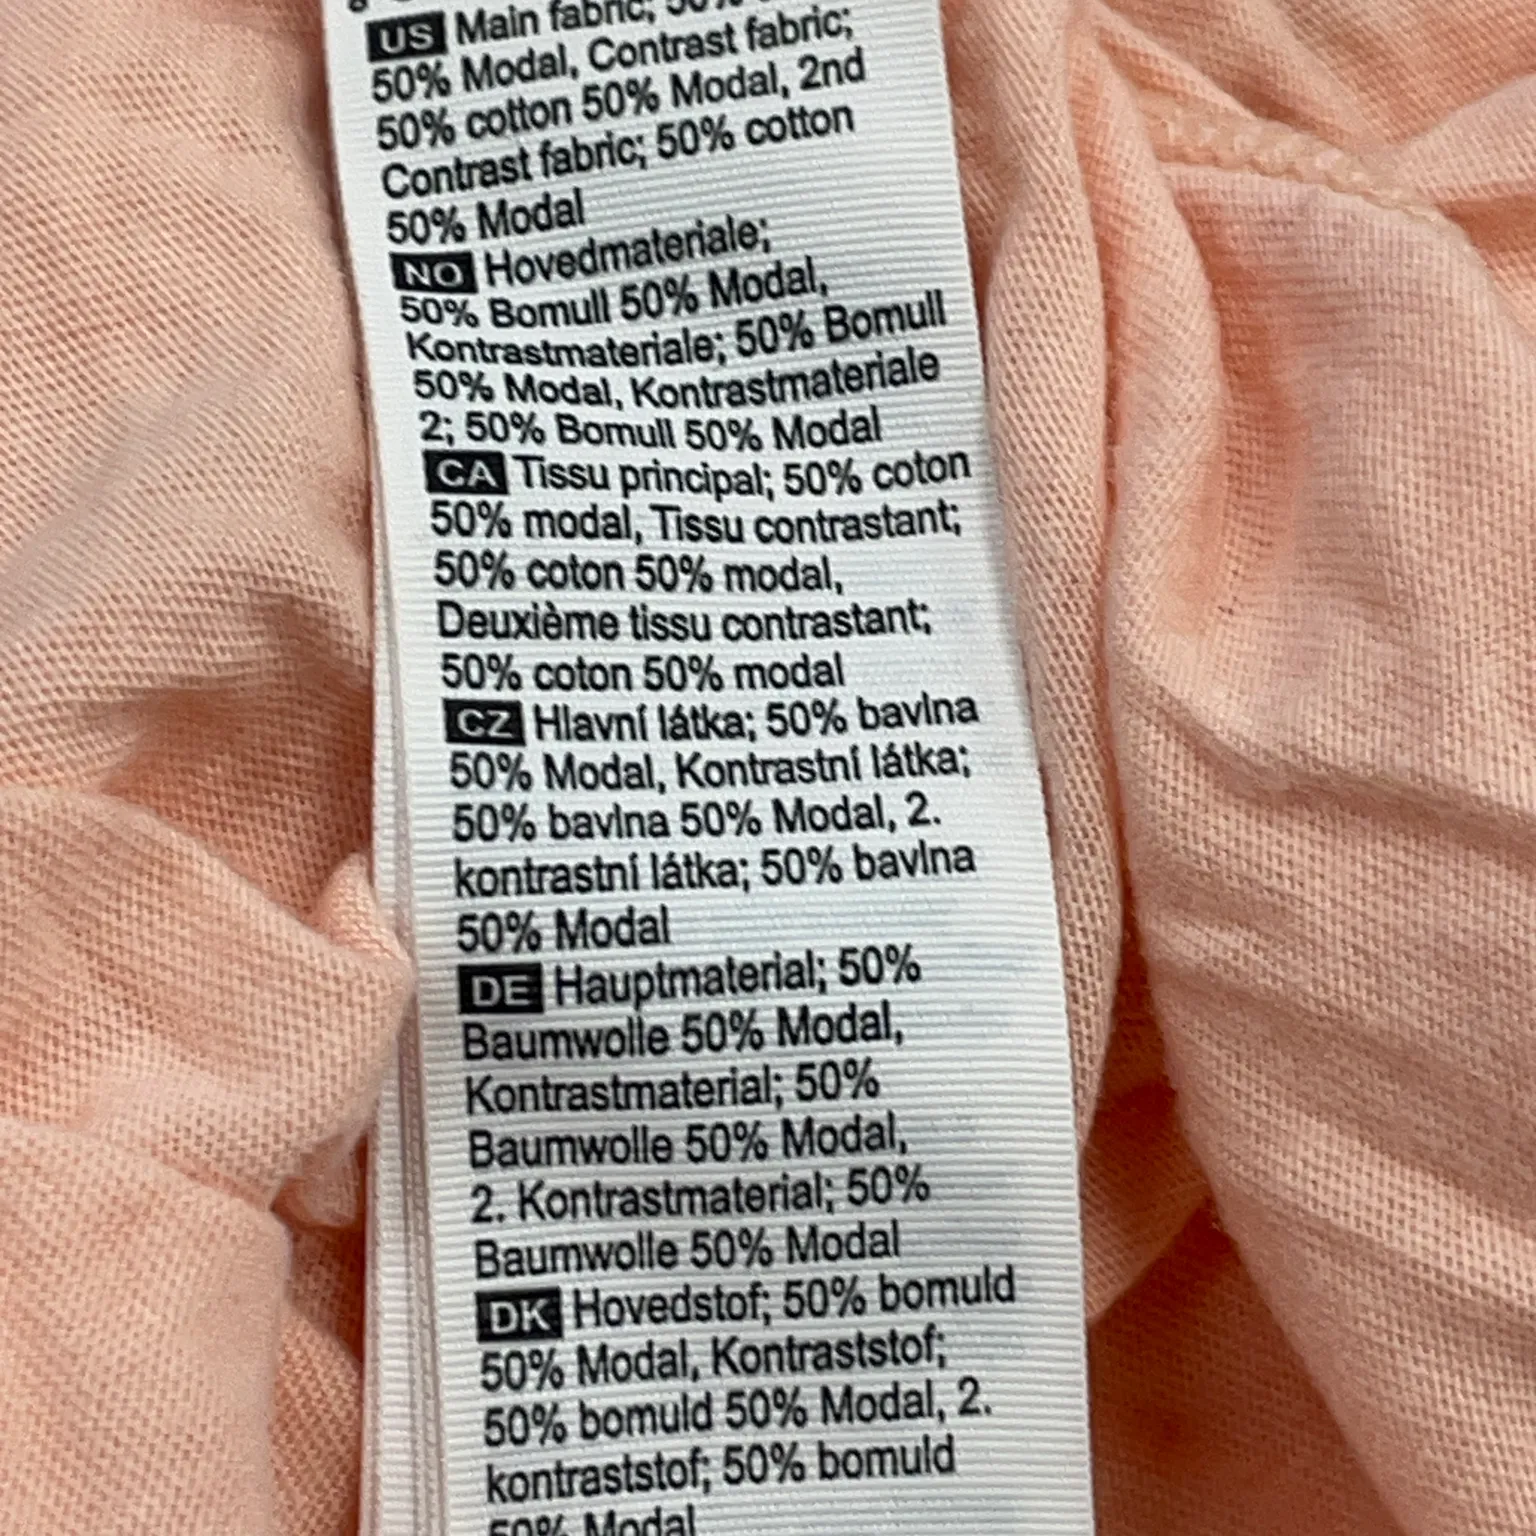 US Main fabric; 50%
50% Modal, Contrast fabric;
50% cotton 50% Modal, 2nd
Contrast fabric; 50% cotton
50% Modal
NO Hovedmateriale;
50% Bomull 50% Modal,
Kontrastmateriale; 50% Bomull
50% Modal, Kontrastmateriale
2; 50% Bomull 50% Modal
CA Tissu principal; 50% coton
50% modal, Tissu contrastant;
50% coton 50% modal,
Deuxième tissu contrastant;
50% coton 50% modal
CZ Hlavní látka; 50% bavlna
50% Modal, Kontrastní látka;
50% bavlna 50% Modal, 2.
kontrastní látka; 50% bavlna
50% Modal
DE Hauptmaterial; 50%
Baumwolle 50% Modal,
Kontrastmaterial; 50%
Baumwolle 50% Modal,
2. Kontrastmaterial; 50%
Baumwolle 50% Modal
DK Hovedstof; 50% bomuld
50% Modal, Kontraststof;
50% bomuld 50% Modal, 2.
kontraststof; 50% bomuld
50% Modal